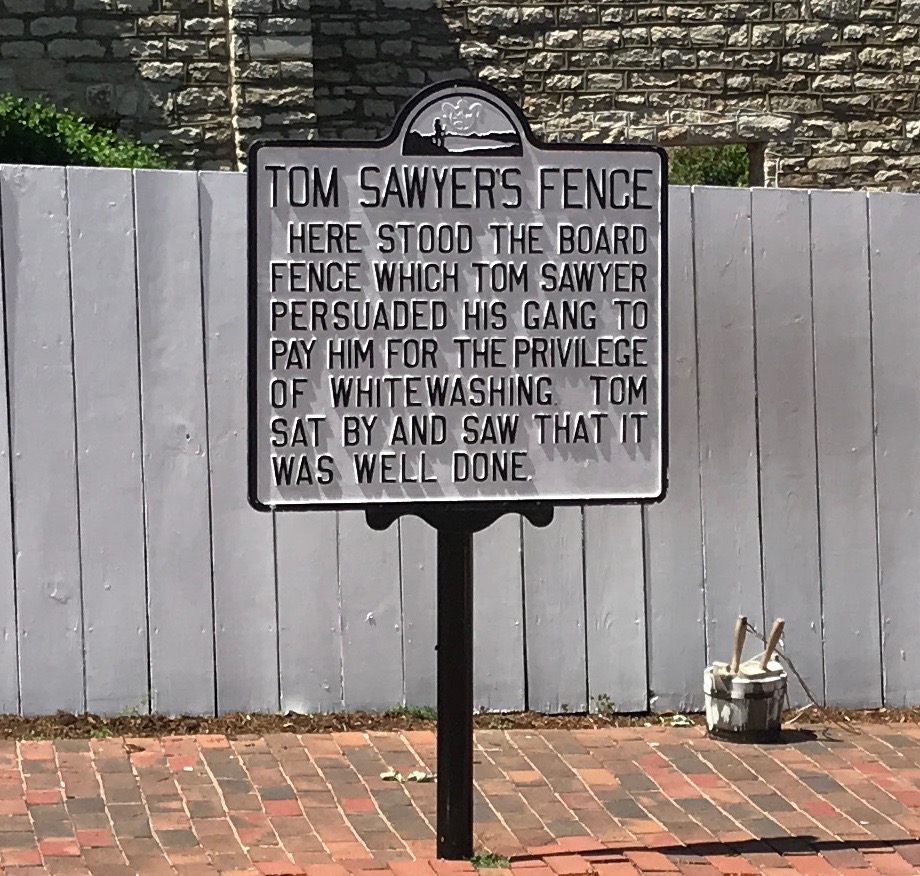 TOM SAWYER'S FENCE
HERE STOOD THE BOARD
FENCE WHICH TOM SAWYER
PERSUADED HIS GANG TO
PAY HIM FOR THE PRIVILEGE
OF WHITEWASHING. TOM
SAT BY AND SAW THAT IT
WAS WELL DONE.